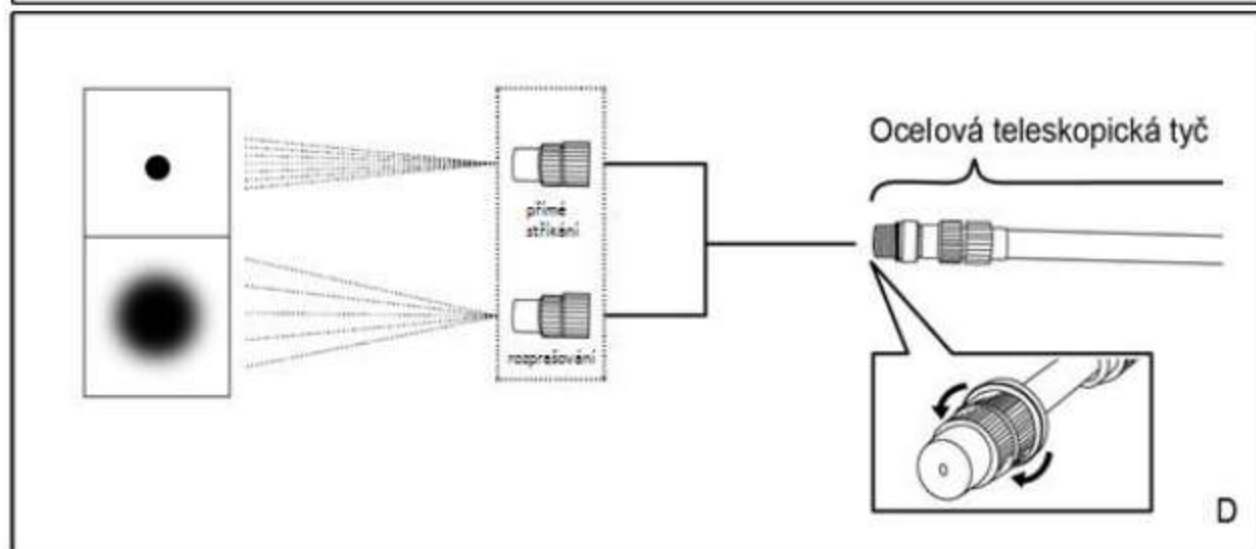 Ocelová teleskopická tyč
přímé
stříkání
rozprašování
D